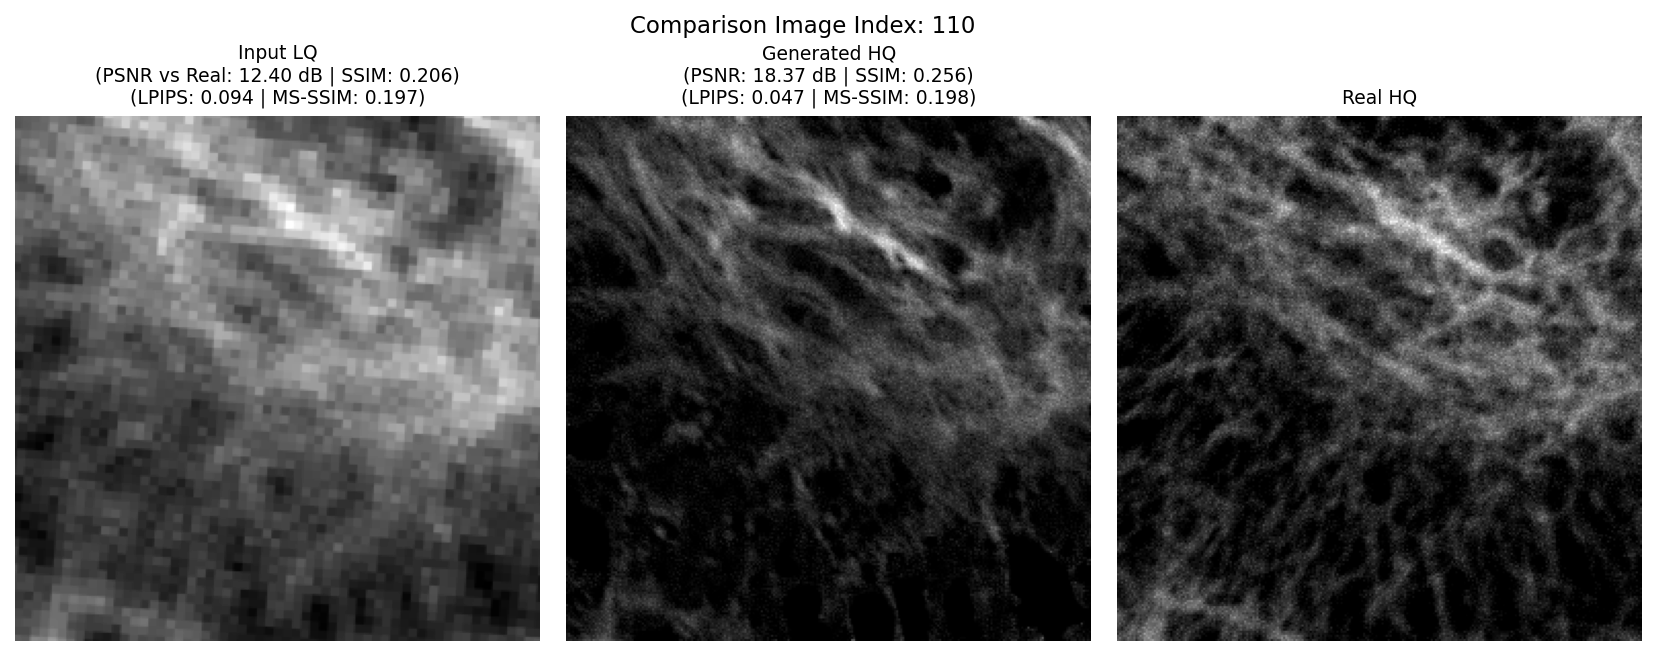 Comparison Image Index: 110
Input LQ
(PSNR vs Real: 12.40 dB | SSIM: 0.206)
(LPIPS: 0.094 | MS-SSIM: 0.197)
Generated HQ
(PSNR: 18.37 dB | SSIM: 0.256)
(LPIPS: 0.047 | MS-SSIM: 0.198)
Real HQ